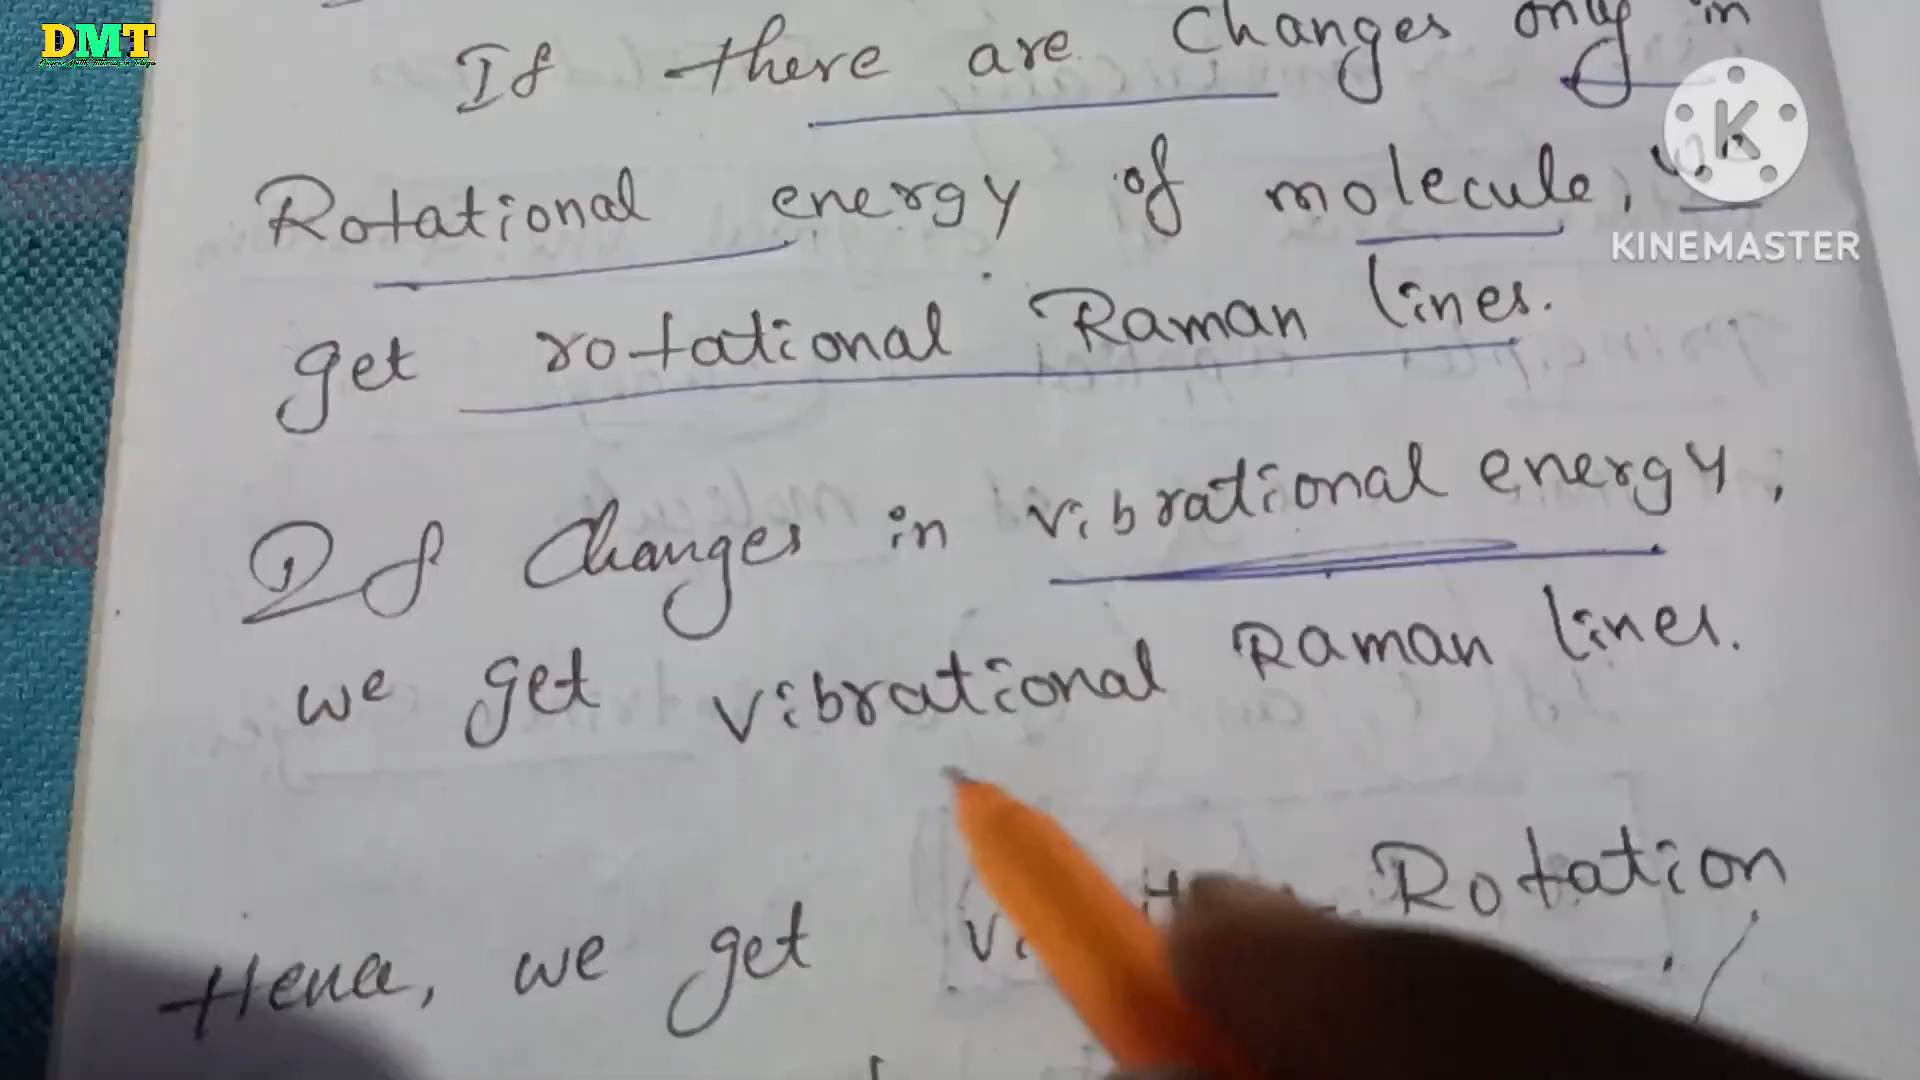 DMT
If there are changes only in
Rotational energy of molecule, we
KINEMASTER
get rotational Raman lines.
If Changes in vibrational energy,
we get vibrational Raman lines.
Hence, we get Rotation